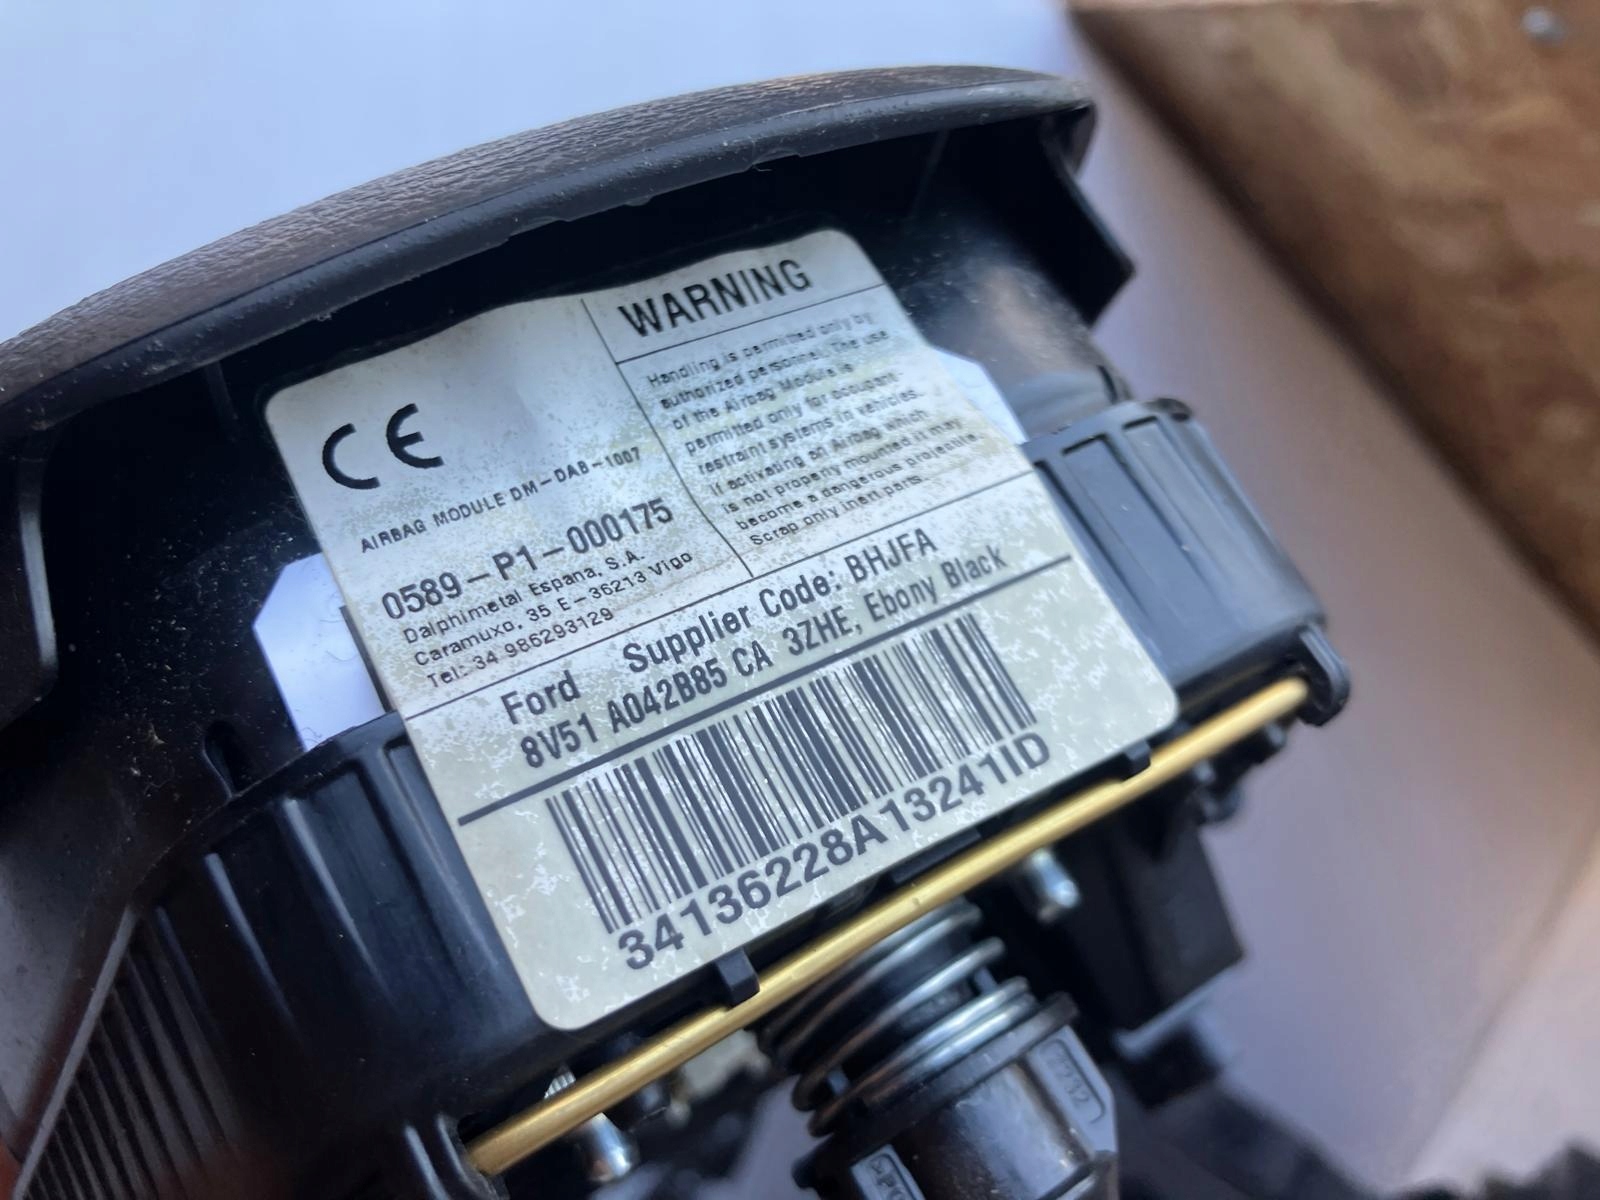 CE
AIRBAG MODULE DM-DAB-1007
0589-P1-000175
Dalphimetal Espana, S.A.
Caramuxo, 35 E-36213 Vigo
Tel: 34 986293129
WARNING
Handling is permitted only by
authorized personnel. The use
of the Airbag Module is
permitted only for occupant
restraint systems in vehicles.
If activating an Airbag which
is not properly mounted it may
become a dangerous projectile.
Scrap only inert parts.
Ford Supplier Code: BHJFA
8V51 A042B85 CA 3ZHE, Ebony Black
34136228A13241ID